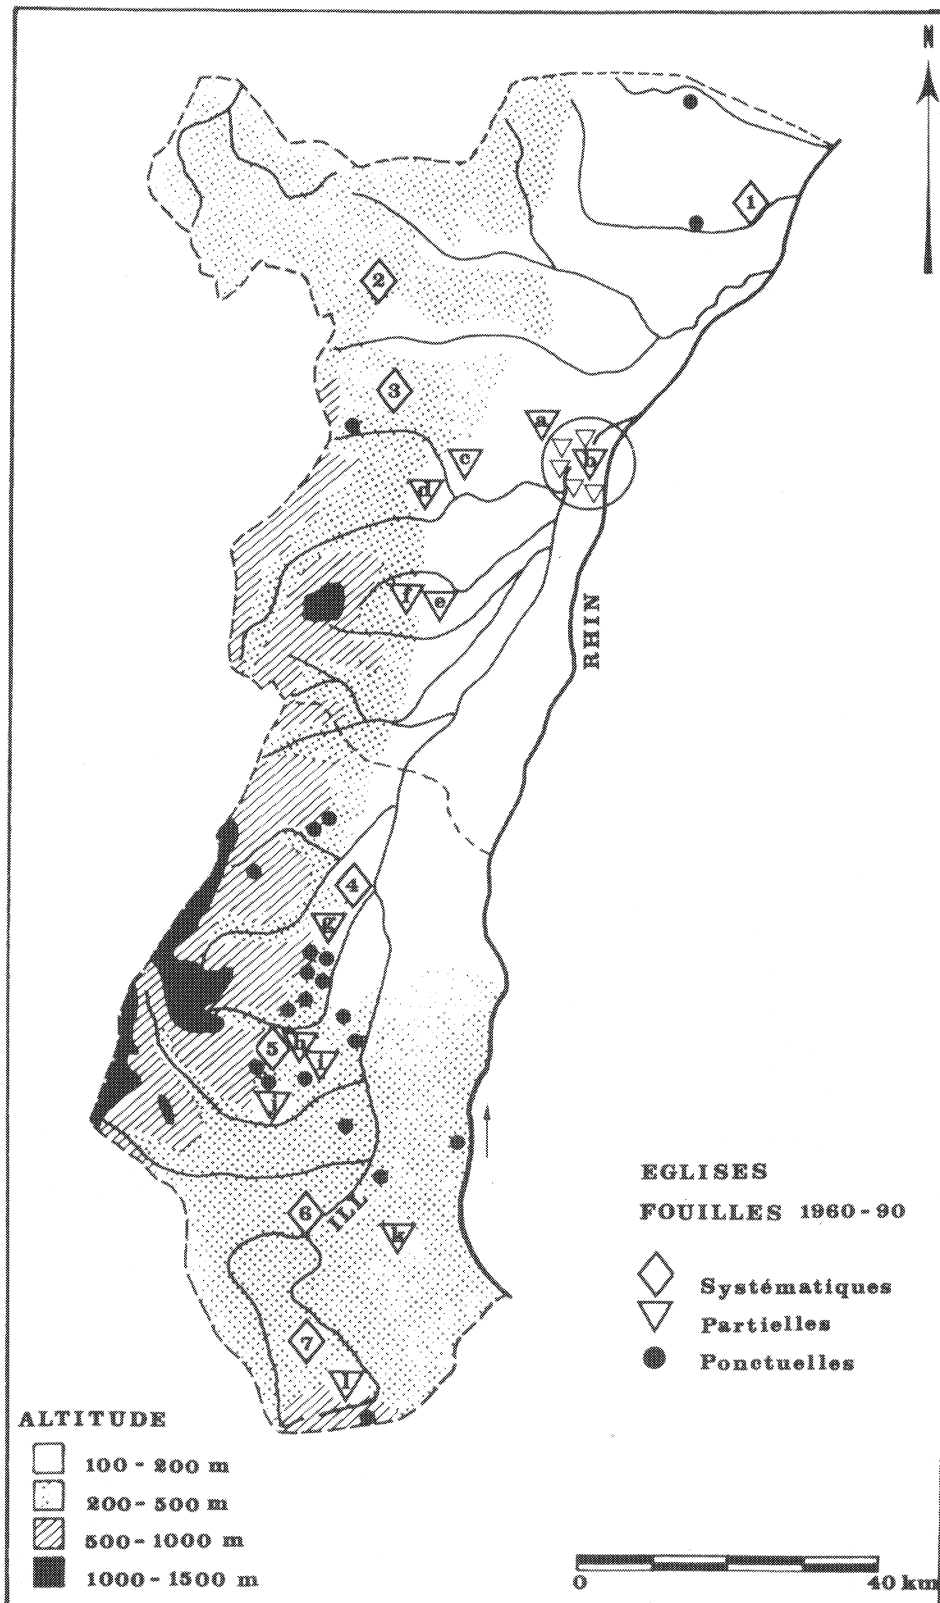 N
1
2
3
a
b
c
d
f
e
RHIN
4
g
5
h
i
j
6
ILL
k
7
l
EGLISES
FOUILLES 1960-90
Systématiques
Partielles
Ponctuelles
ALTITUDE
100-200 m
200-500 m
500-1000 m
1000-1500 m
0 40 km